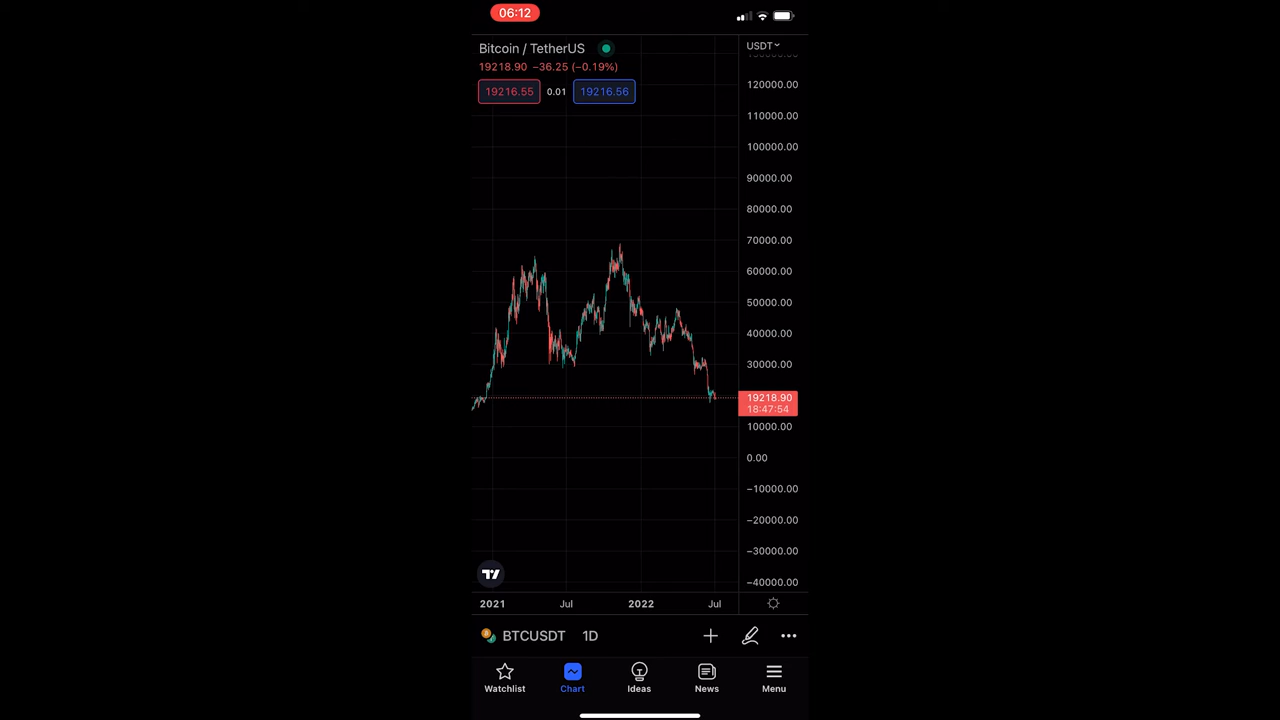 06:12
Bitcoin / TetherUS
USDT
19218.90 −36.25 (−0.19%)
19216.55 0.01 19216.56
120000.00
110000.00
100000.00
90000.00
80000.00
70000.00
60000.00
50000.00
40000.00
30000.00
19218.90
18:47:54
10000.00
0.00
−10000.00
−20000.00
−30000.00
−40000.00
2021 Jul 2022 Jul
BTCUSDT 1D
Watchlist Chart Ideas News Menu